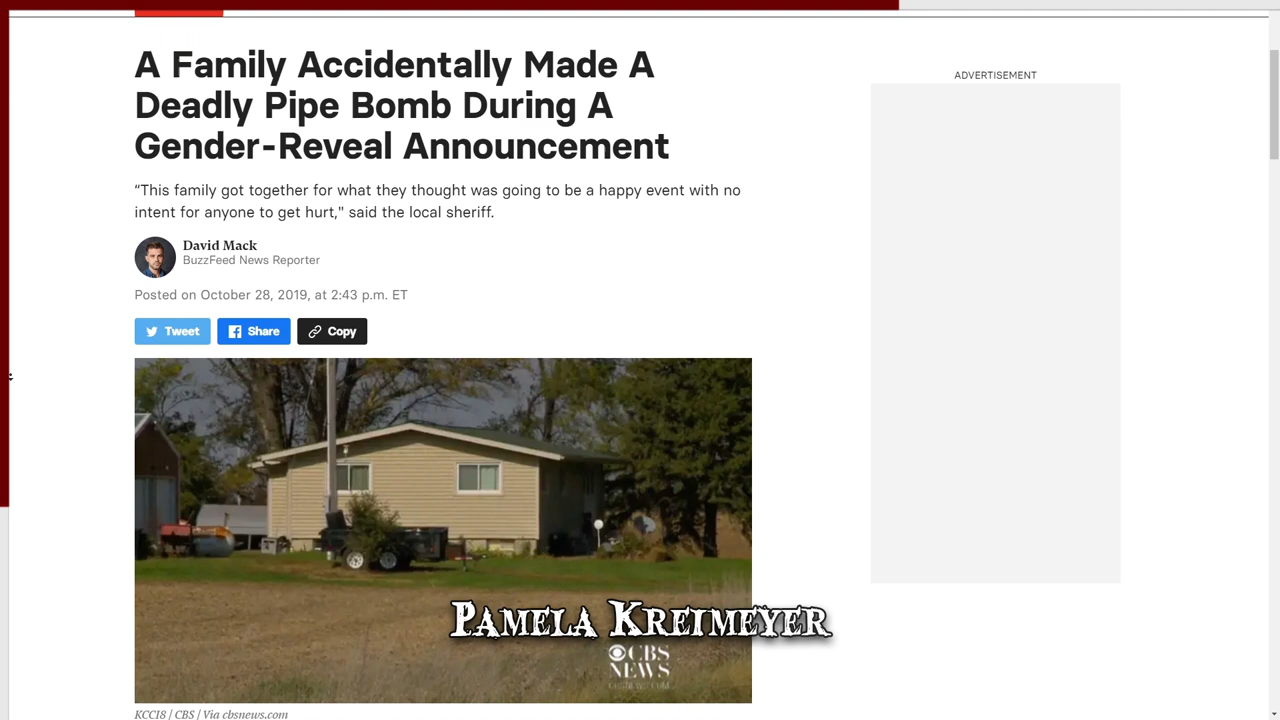 ADVERTISEMENT
A Family Accidentally Made A
Deadly Pipe Bomb During A
Gender-Reveal Announcement
“This family got together for what they thought was going to be a happy event with no
intent for anyone to get hurt," said the local sheriff.
David Mack
BuzzFeed News Reporter
Posted on October 28, 2019, at 2:43 p.m. ET
Tweet Share Copy
PAMELA KREIMEYER
CBS
NEWS
KCCI8 / CBS / Via cbsnews.com